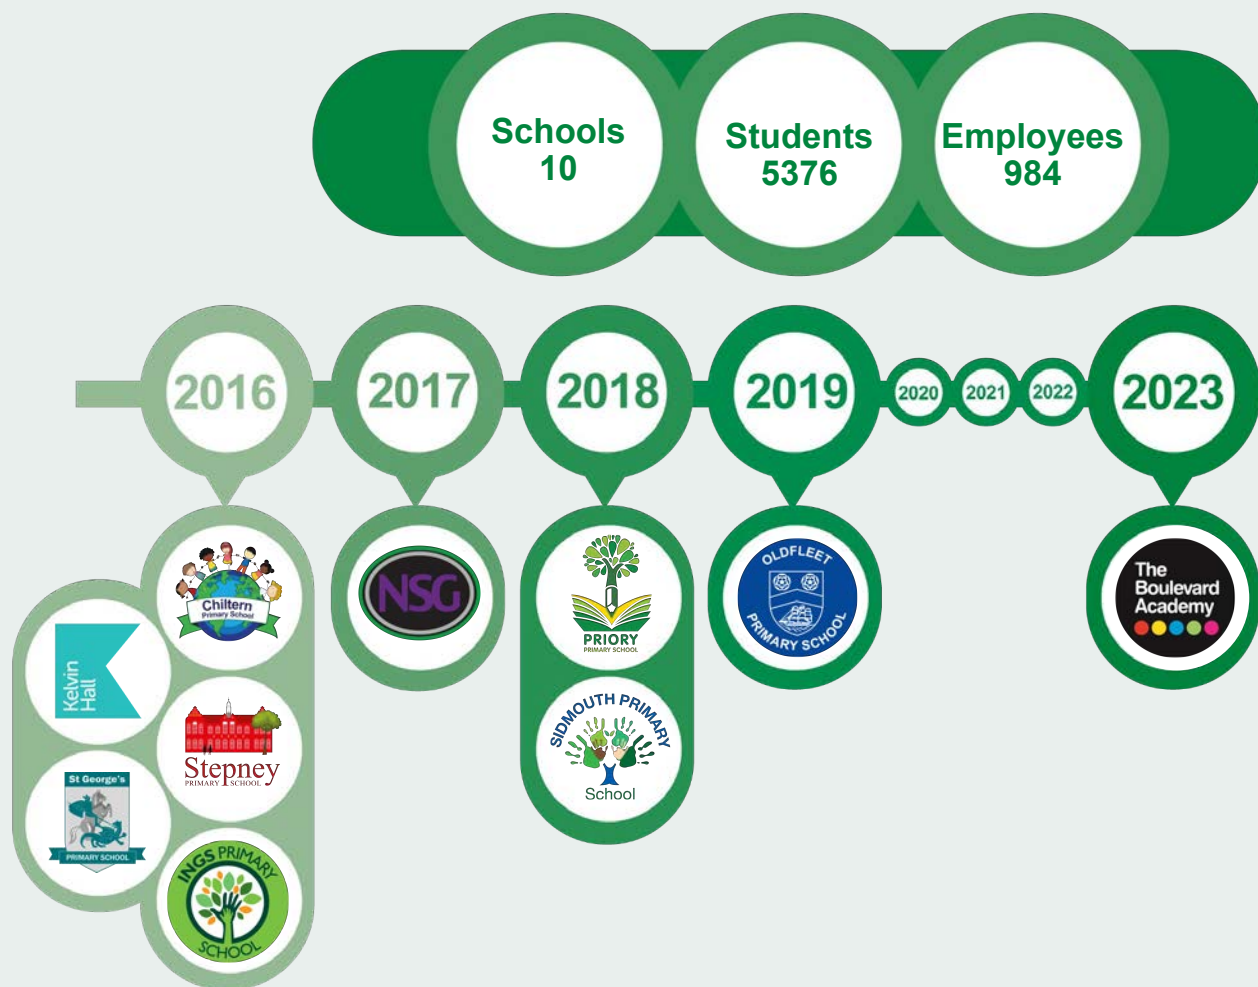 Schools
10
Students
5376
Employees
984
2016
2017
2018
2019
2020
2021
2022
2023
Chiltern
Primary School
Kelvin
Hall
Stepney
PRIMARY SCHOOL
St George's
PRIMARY SCHOOL
INGS PRIMARY
SCHOOL
NSG
PRIORY
PRIMARY SCHOOL
SIDMOUTH PRIMARY
School
OLDFLEET
PRIMARY SCHOOL
The
Boulevard
Academy